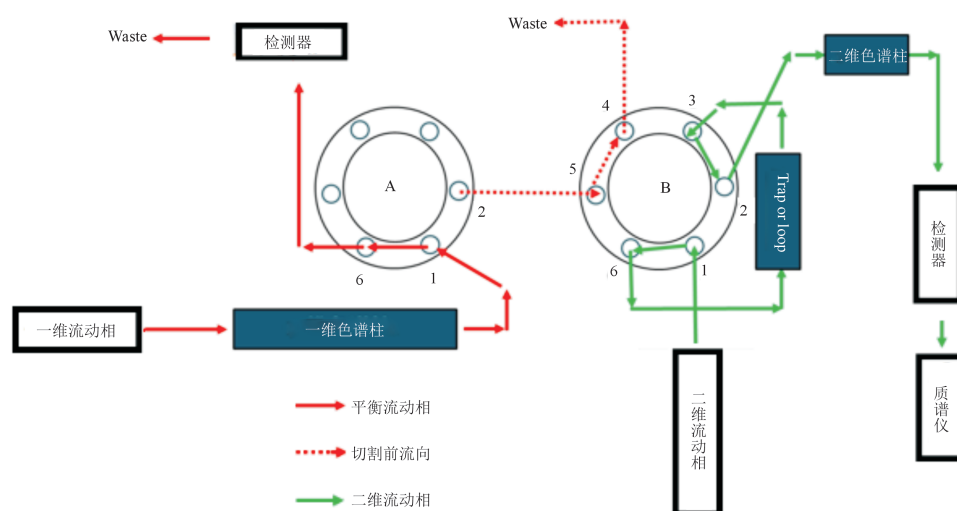 Waste
检测器
Waste
4
3
二维色谱柱
5
A
B
2
2
Trap or loop
检测器
6
1
6
1
一维流动相
一维色谱柱
二维流动相
质谱仪
平衡流动相
切割前流向
二维流动相